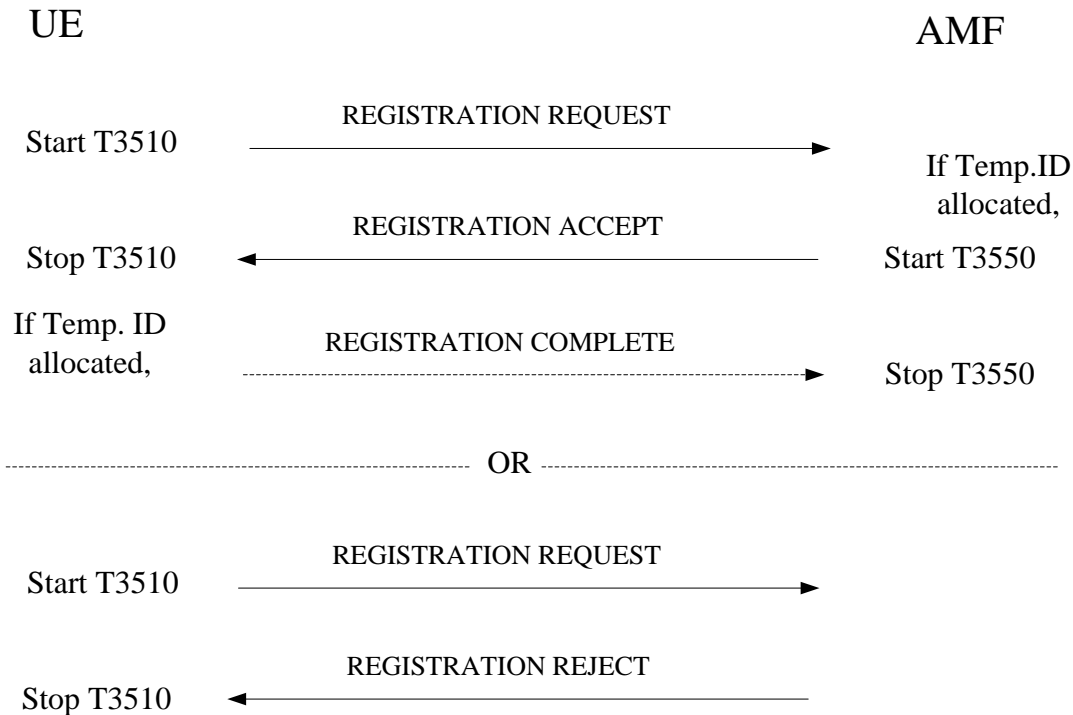 UE
AMF
REGISTRATION REQUEST
Start T3510
If Temp.ID
allocated,
REGISTRATION ACCEPT
Stop T3510
Start T3550
If Temp. ID
allocated,
REGISTRATION COMPLETE
Stop T3550
OR
REGISTRATION REQUEST
Start T3510
REGISTRATION REJECT
Stop T3510